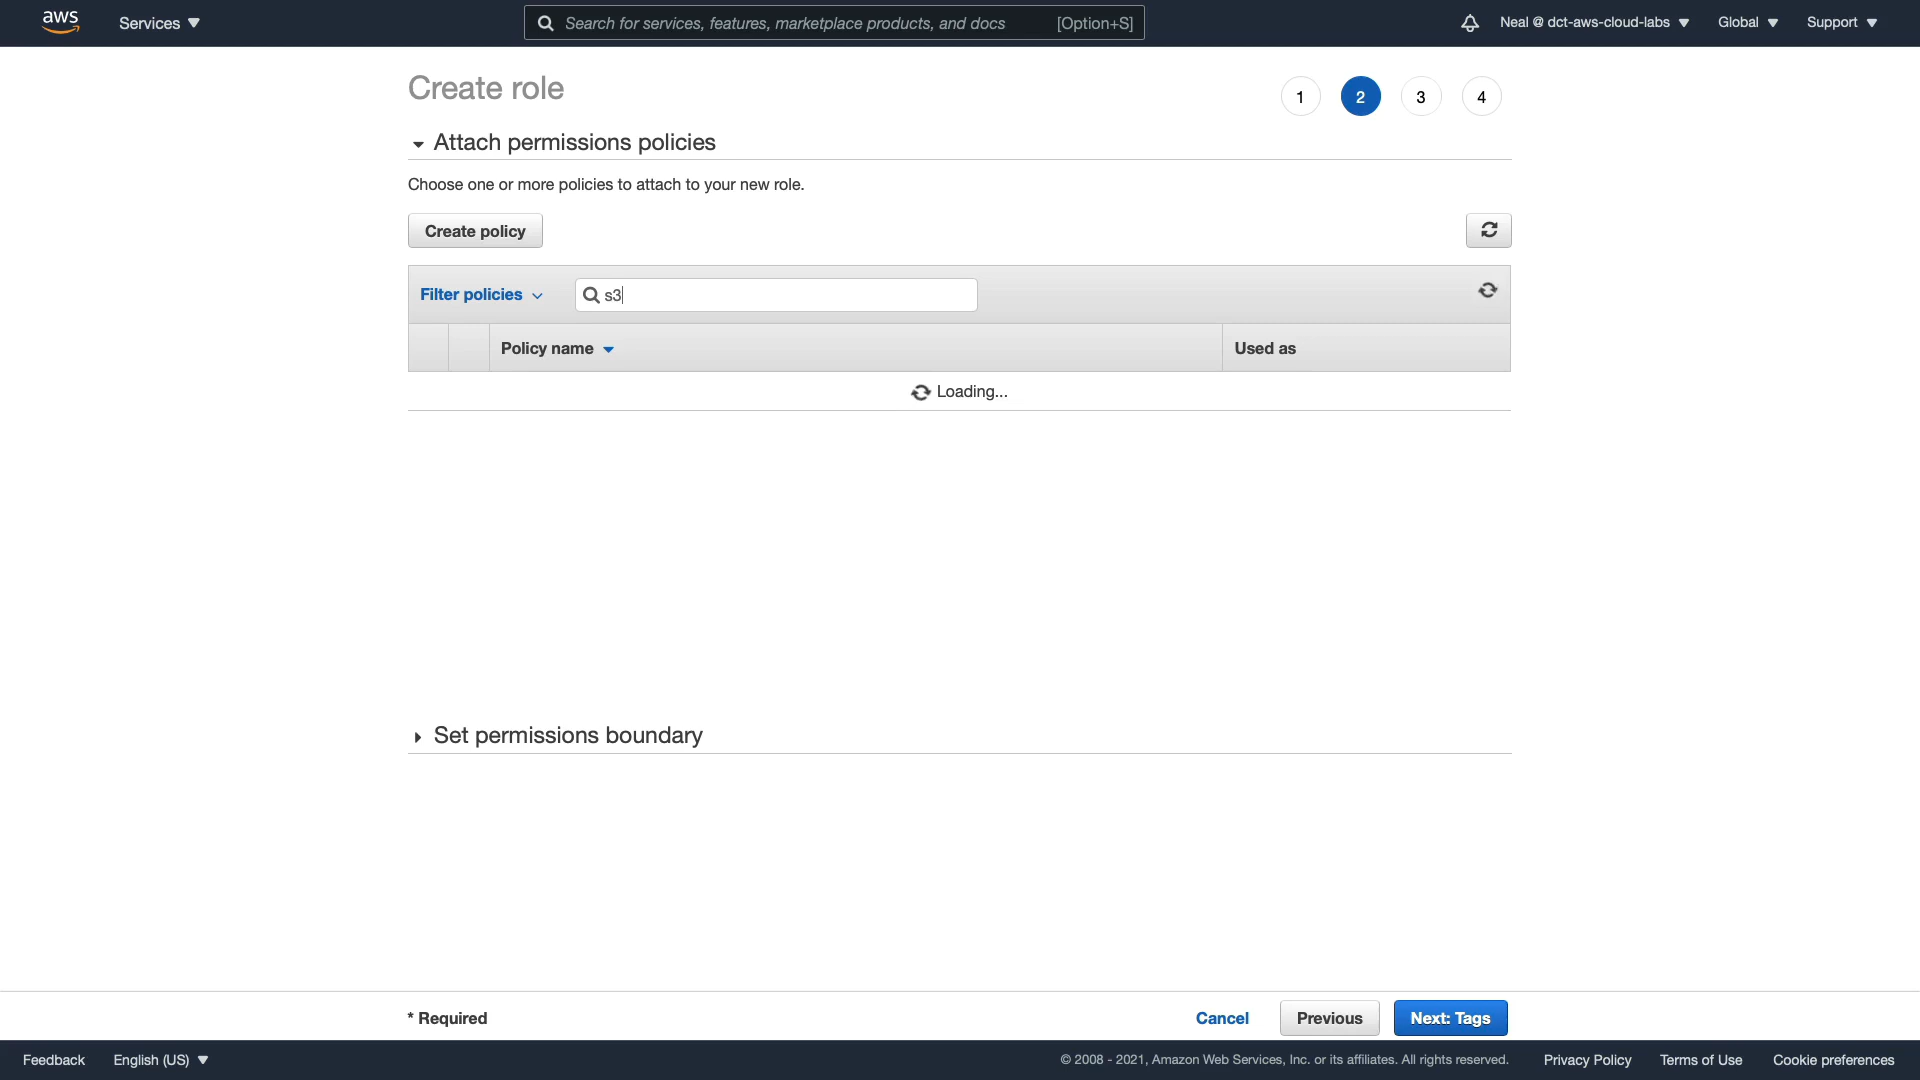 aws Services Search for services, features, marketplace products, and docs [Option+S] Neal @ dct-aws-cloud-labs Global Support
Create role
1 2 3 4
Attach permissions policies
Choose one or more policies to attach to your new role.
Create policy
Filter policies s3
Policy name Used as
Loading...
Set permissions boundary
* Required Cancel Previous Next: Tags
Feedback English (US) © 2008 - 2021, Amazon Web Services, Inc. or its affiliates. All rights reserved. Privacy Policy Terms of Use Cookie preferences